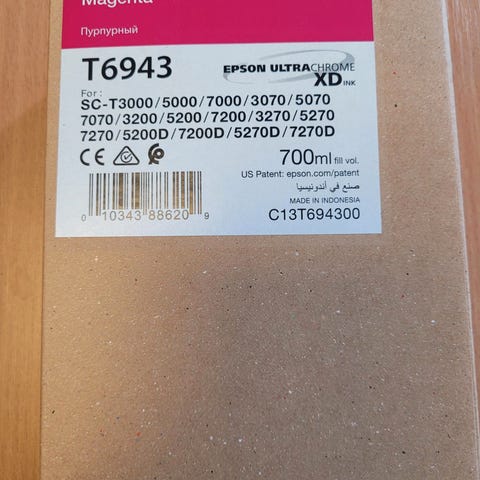 Magenta
Пурпурный
T6943
EPSON ULTRACHROME
XD INK
For :
SC-T3000/5000/7000/3070/5070
7070/3200/5200/7200/3270/5270
7270/5200D/7200D/5270D/7270D
CE
700ml fill vol.
US Patent: epson.com/patent
صنع في أندونيسيا
MADE IN INDONESIA
0 10343 88620 9
C13T694300